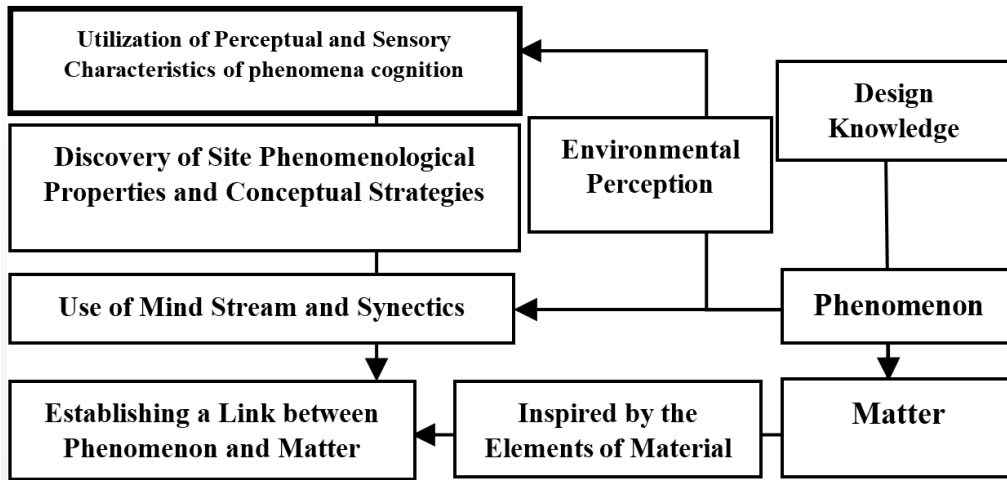 Utilization of Perceptual and Sensory
Characteristics of phenomena cognition
Design
Knowledge
Discovery of Site Phenomenological
Properties and Conceptual Strategies
Environmental
Perception
Use of Mind Stream and Synectics
Phenomenon
Establishing a Link between
Phenomenon and Matter
Inspired by the
Elements of Material
Matter